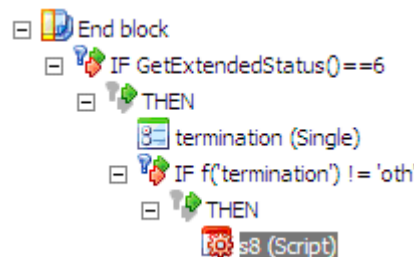 End block
IF GetExtendedStatus()==6
THEN
termination (Single)
IF f('termination') != 'oth'
THEN
s8 (Script)